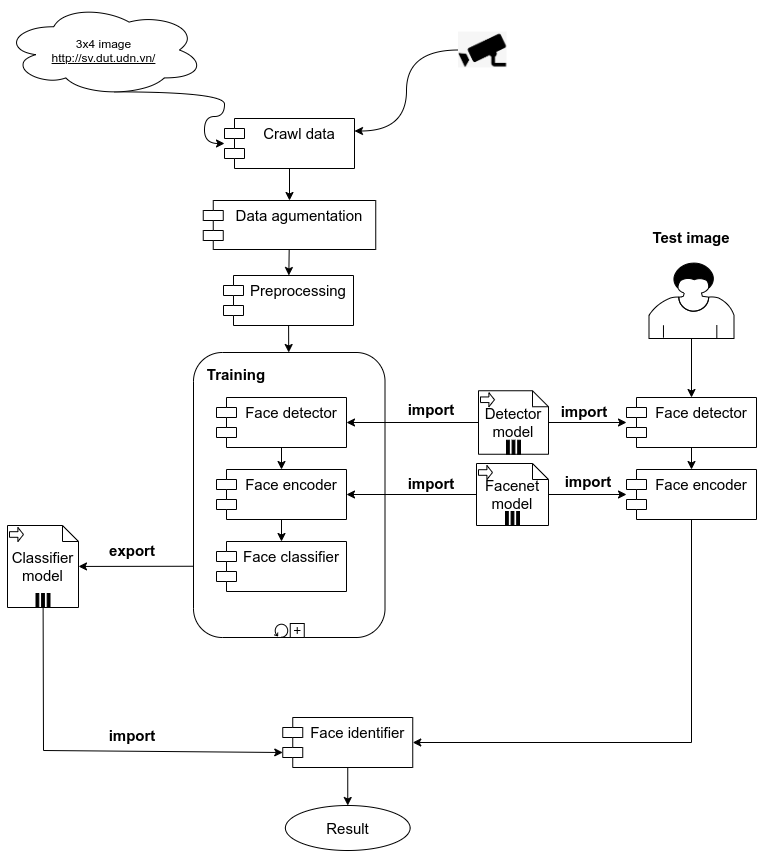 3x4 image
http://sv.dut.udn.vn/
Crawl data
Data agumentation
Preprocessing
Test image
Training
Face detector
import
Detector
model
import
Face detector
Face encoder
import
Facenet
model
import
Face encoder
Face classifier
export
Classifier
model
+
import
Face identifier
Result